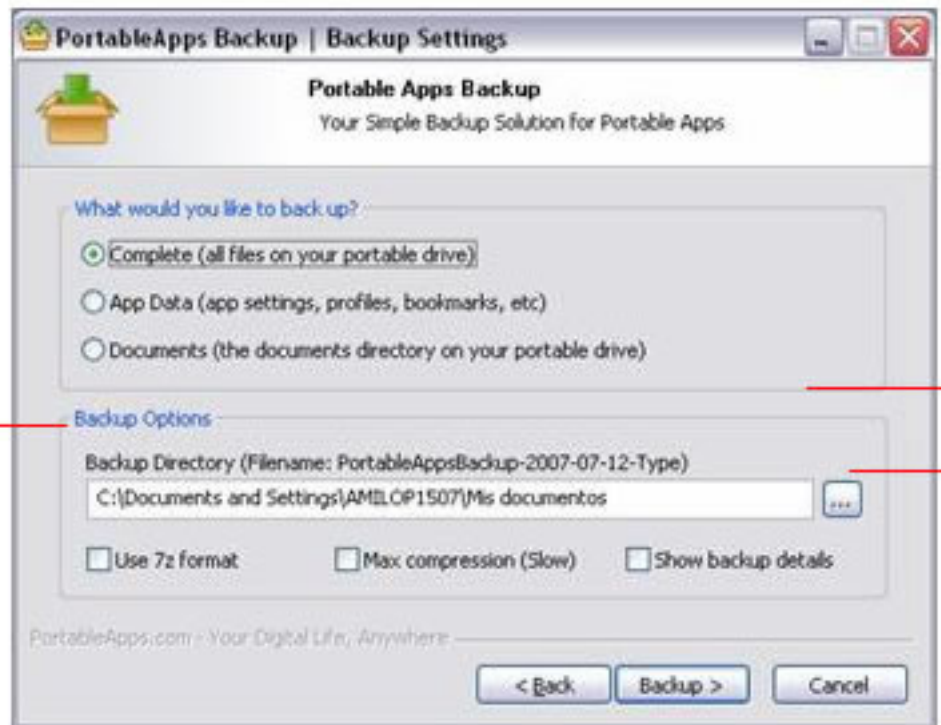 PortableApps Backup | Backup Settings
Portable Apps Backup
Your Simple Backup Solution for Portable Apps
What would you like to back up?
Complete (all files on your portable drive)
App Data (app settings, profiles, bookmarks, etc)
Documents (the documents directory on your portable drive)
Backup Options
Backup Directory (Filename: PortableAppsBackup-2007-07-12-Type)
C:\Documents and Settings\AMILOP1507\Mis documentos
...
Use 7z format Max compression (Slow) Show backup details
PortableApps.com - Your Digital Life, Anywhere
< Back Backup > Cancel